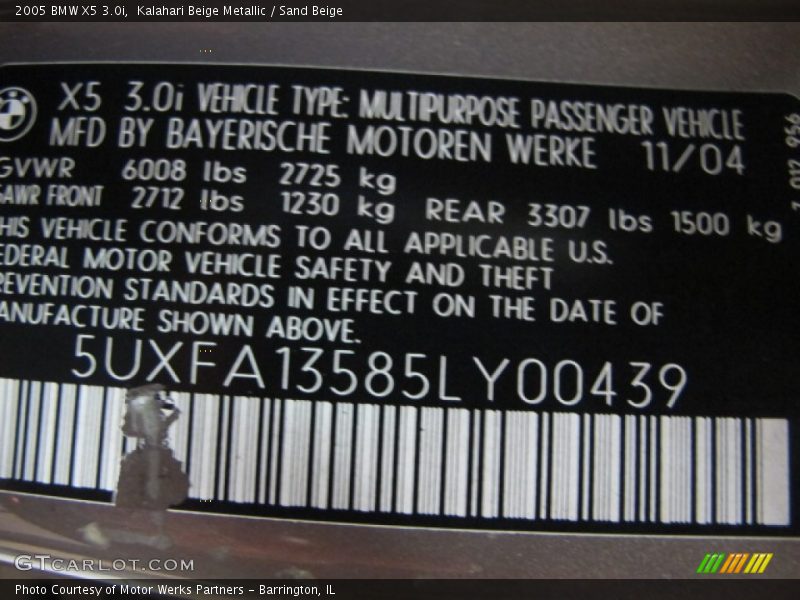 2005 BMW X5 3.0i, Kalahari Beige Metallic / Sand Beige
X5 3.0i VEHICLE TYPE: MULTIPURPOSE PASSENGER VEHICLE
MFD BY BAYERISCHE MOTOREN WERKE 11/04
GVWR 6008 lbs 2725 kg
GAWR FRONT 2712 lbs 1230 kg REAR 3307 lbs 1500 kg
HIS VEHICLE CONFORMS TO ALL APPLICABLE U.S.
EDERAL MOTOR VEHICLE SAFETY AND THEFT
REVENTION STANDARDS IN EFFECT ON THE DATE OF
ANUFACTURE SHOWN ABOVE.
5UXFA13585LY00439
7 017 956
GTCARLOT.COM
Photo Courtesy of Motor Werks Partners - Barrington, IL